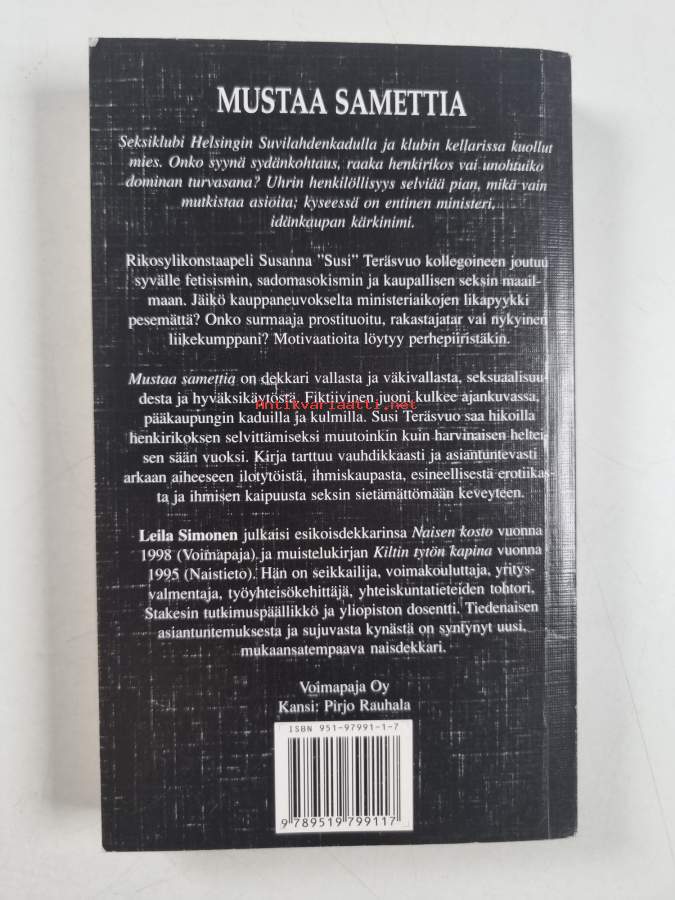 MUSTAA SAMETTIA
Seksiklubi Helsingin Suvilahdenkadulla ja klubin kellarissa kuollut
mies. Onko syynä sydänkohtaus, raaka henkirikos vai unohtuiko
dominan turvasana? Uhrin henkilöllisyys selviää pian, mikä vain
mutkistaa asioita; kyseessä on entinen ministeri,
idänkaupan kärkinimi.
Rikosylikonstaapeli Susanna "Susi" Teräsvuo kollegoineen joutuu
syvälle fetisismin, sadomasokismin ja kaupallisen seksin maail-
maan. Jäikö kauppaneuvokselta ministeriaikojen likapyykki
pesemättä? Onko surmaaja prostituoitu, rakastajatar vai nykyinen
liikekumppani? Motivaatioita löytyy perhepiiristäkin.
Mustaa samettia on dekkari vallasta ja väkivallasta, seksuaalisuu-
desta ja hyväksikäytöstä. Fiktiivinen juoni kulkee ajankuvassa,
Antikvariaatti.net
pääkaupungin kaduilla ja kulmilla. Susi Teräsvuo saa hikoilla
henkirikoksen selvittämiseksi muutoinkin kuin harvinaisen heltei-
sen sään vuoksi. Kirja tarttuu vauhdikkaasti ja asiantuntevasti
arkaan aiheeseen ilotytöistä, ihmiskaupasta, esineellisestä erotiikas-
ta ja ihmisen kaipuusta seksin sietämättömään keveyteen.
Leila Simonen julkaisi esikoisdekkarinsa Naisen kosto vuonna
1998 (Voimapaja) ja muistelukirjan Kiltin tytön kapina vuonna
1995 (Naistieto). Hän on seikkailija, voimakouluttaja, yritys-
valmentaja, työyhteisökehittäjä, yhteiskuntatieteiden tohtori,
Stakesin tutkimuspäällikkö ja yliopiston dosentti. Tiedenaisen
asiantuntemuksesta ja sujuvasta kynästä on syntynyt uusi,
mukaansatempaava naisdekkari.
Voimapaja Oy
Kansi: Pirjo Rauhala
ISBN 951-97991-1-7
9 789519 799117